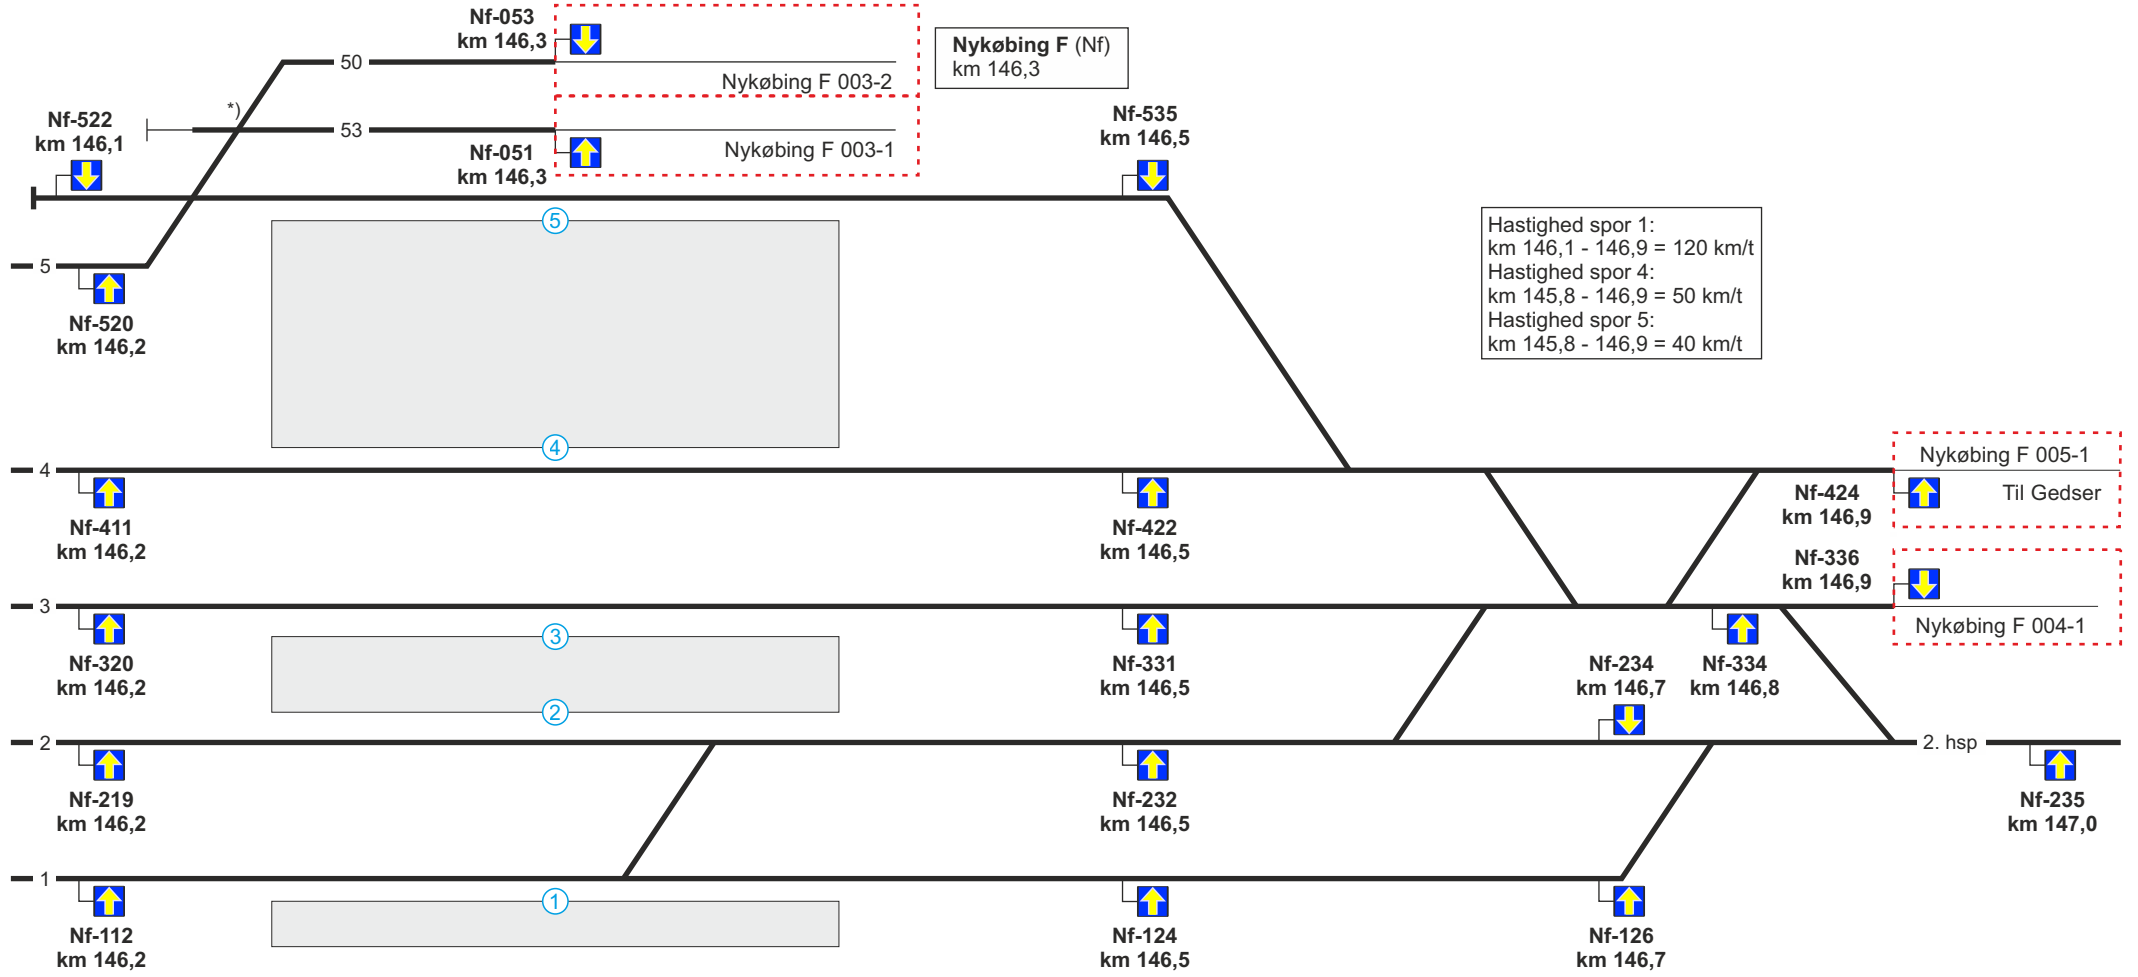 Nf-053
km 146,3
50
Nykøbing F 003-2
Nykøbing F (Nf)
km 146,3
*)
Nf-522
km 146,1
53
Nf-051
km 146,3
Nykøbing F 003-1
Nf-535
km 146,5
5
Hastighed spor 1:
km 146,1 - 146,9 = 120 km/t
Hastighed spor 4:
km 145,8 - 146,9 = 50 km/t
Hastighed spor 5:
km 145,8 - 146,9 = 40 km/t
5
Nf-520
km 146,2
4
Nykøbing F 005-1
4
Nf-411
km 146,2
Nf-422
km 146,5
Nf-424
km 146,9
Til Gedser
Nf-336
km 146,9
3
Nykøbing F 004-1
3
Nf-320
km 146,2
Nf-331
km 146,5
Nf-234
km 146,7
Nf-334
km 146,8
2
2
2. hsp
Nf-219
km 146,2
Nf-232
km 146,5
Nf-235
km 147,0
1
1
Nf-112
km 146,2
Nf-124
km 146,5
Nf-126
km 146,7